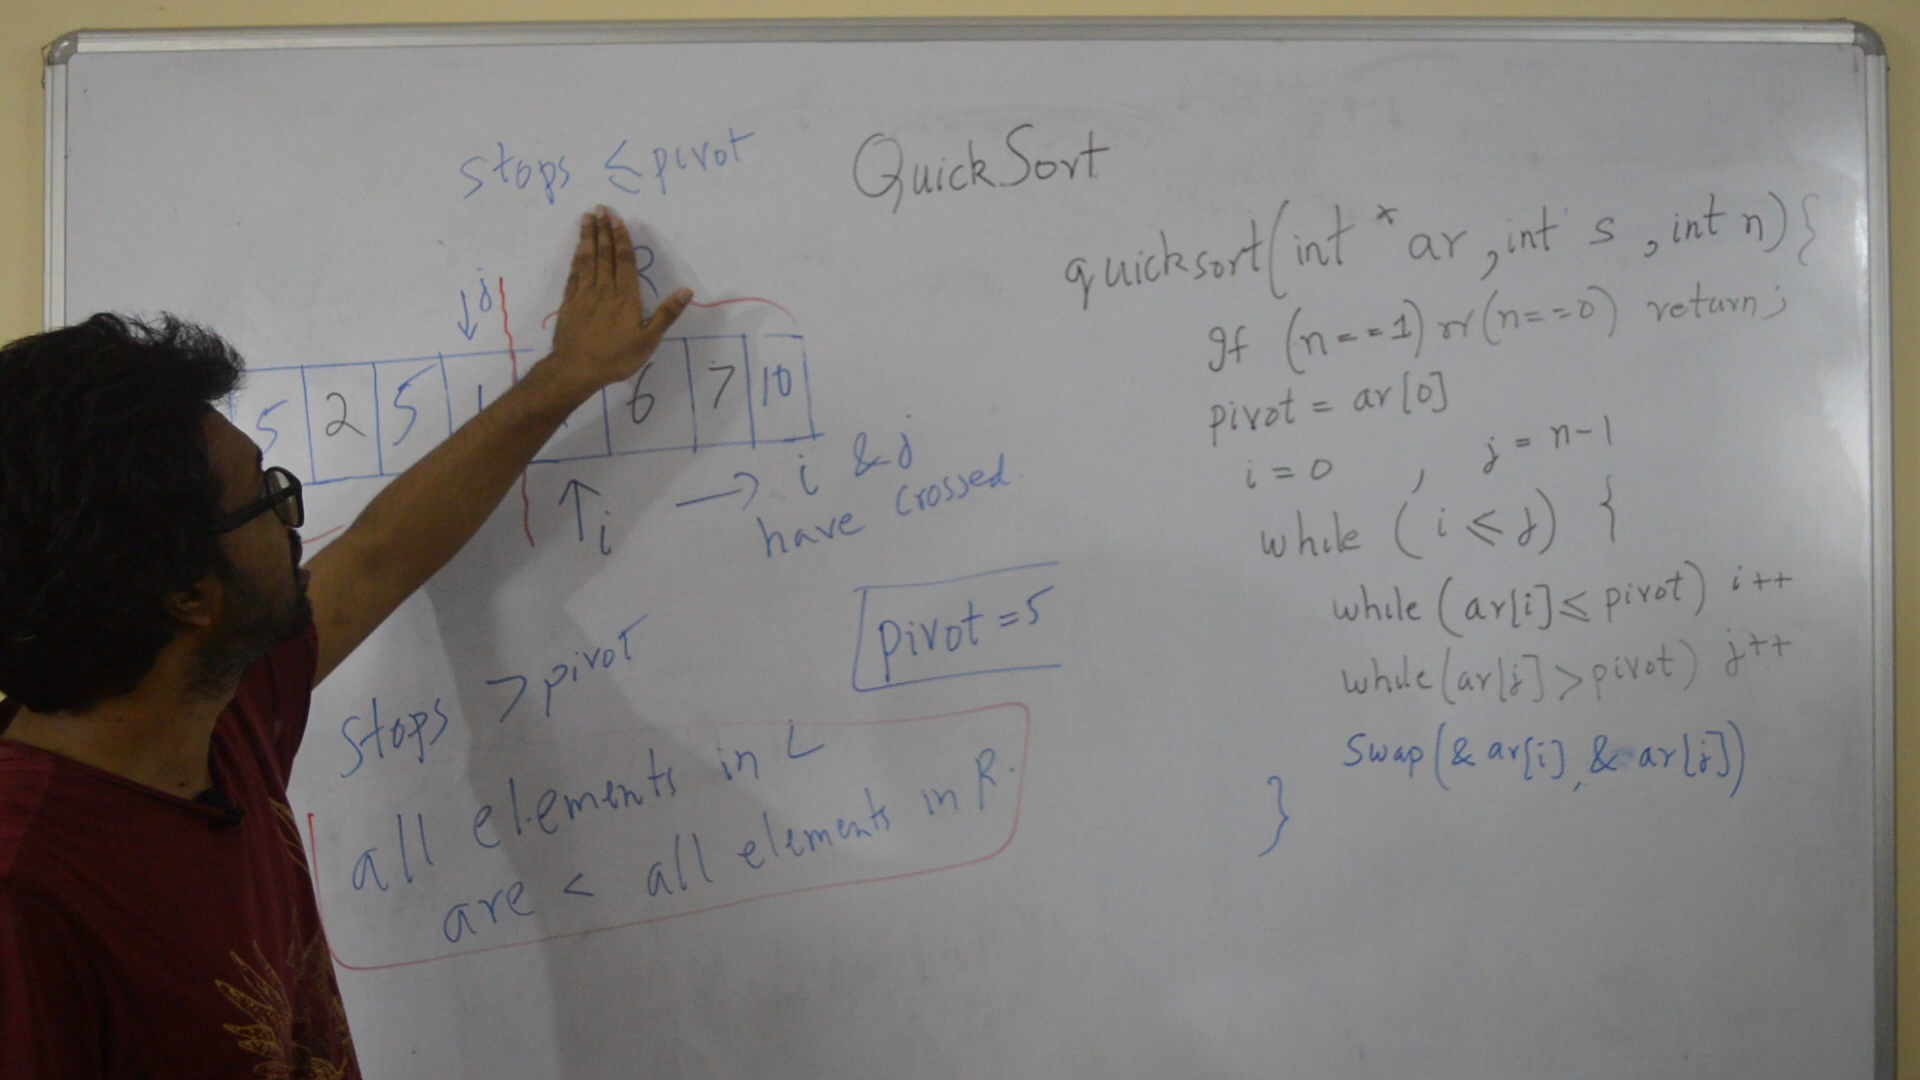 stops ≤ pivot
QuickSort
quicksort(int *ar, int s, int n){
If (n==1) or (n==0) return;
pivot = ar[0]
i = 0 , j = n-1
while (i ≤ j) {
while (ar[i] ≤ pivot) i++
while (ar[j] > pivot) j++
Swap(& ar[i], & ar[j])
}
j R
5 2 5 6 7 10
i → i & j
have crossed.
pivot = 5
stops > pivot
all elements in L
are < all elements in R.